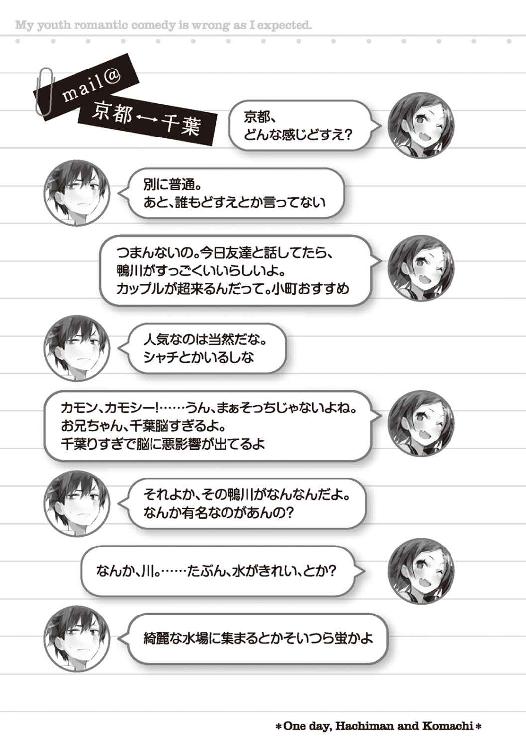 My youth romantic comedy is wrong as I expected.
mail@
京都↔千葉
京都、
どんな感じどすえ?
別に普通。
あと、誰もどすえとか言ってない
つまんないの。今日友達と話してたら、
鴨川がすっごくいいらしいよ。
カップルが超来るんだって。小町おすすめ
人気なのは当然だな。
シャチとかいるしな
カモン、カモシー!……うん、まぁそっちじゃないよね。
お兄ちゃん、千葉脳すぎるよ。
千葉りすぎで脳に悪影響が出てるよ
それよか、その鴨川がなんなんだよ。
なんか有名なのがあんの?
なんか、川。……たぶん、水がきれい、とか?
綺麗な水場に集まるとかそいつら蛍かよ
*One day, Hachiman and Komachi*